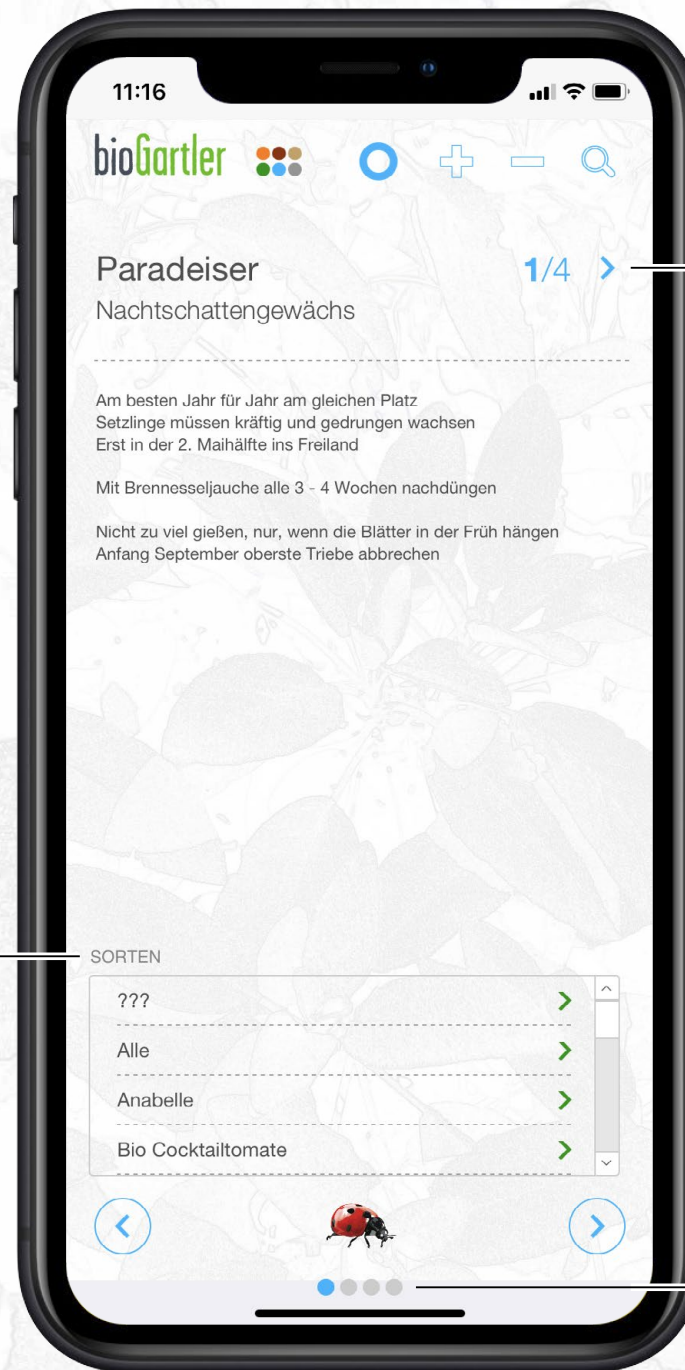 11:16
bioGartler
Paradeiser
1/4
Nachtschattengewächs
Am besten Jahr für Jahr am gleichen Platz
Setzlinge müssen kräftig und gedrungen wachsen
Erst in der 2. Maihälfte ins Freiland
Mit Brennesseljauche alle 3 - 4 Wochen nachdüngen
Nicht zu viel gießen, nur, wenn die Blätter in der Früh hängen
Anfang September oberste Triebe abbrechen
SORTEN
???
Alle
Anabelle
Bio Cocktailtomate